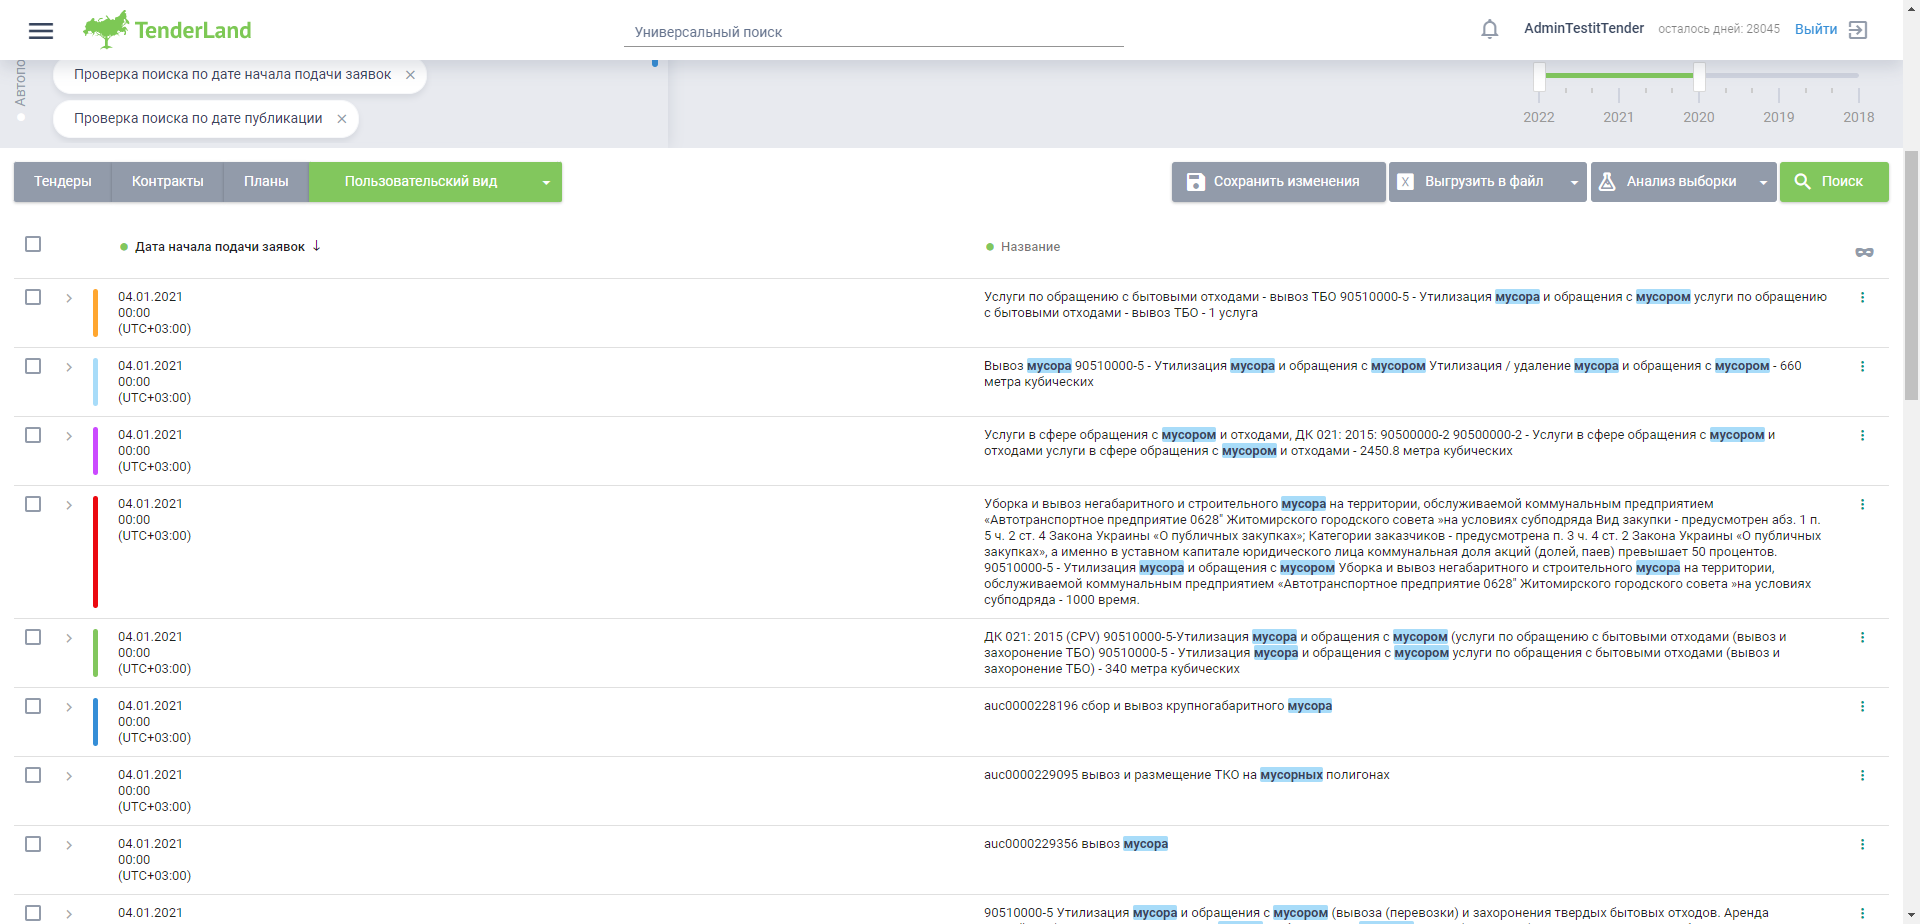 TenderLand
Универсальный поиск
AdminTestitTender
осталось дней: 28045
Выйти
Автопо
Проверка поиска по дате начала подачи заявок
Проверка поиска по дате публикации
2022 2021 2020 2019 2018
Тендеры Контракты Планы Пользовательский вид
Сохранить изменения Выгрузить в файл Анализ выборки Поиск
Дата начала подачи заявок
Название
04.01.2021
00:00
(UTC+03:00)
Услуги по обращению с бытовыми отходами - вывоз ТБО 90510000-5 - Утилизация мусора и обращения с мусором услуги по обращению
с бытовыми отходами - вывоз ТБО - 1 услуга
04.01.2021
00:00
(UTC+03:00)
Вывоз мусора 90510000-5 - Утилизация мусора и обращения с мусором Утилизация / удаление мусора и обращения с мусором - 660
метра кубических
04.01.2021
00:00
(UTC+03:00)
Услуги в сфере обращения с мусором и отходами, ДК 021: 2015: 90500000-2 90500000-2 - Услуги в сфере обращения с мусором и
отходами услуги в сфере обращения с мусором и отходами - 2450.8 метра кубических
04.01.2021
00:00
(UTC+03:00)
Уборка и вывоз негабаритного и строительного мусора на территории, обслуживаемой коммунальным предприятием
«Автотранспортное предприятие 0628" Житомирского городского совета »на условиях субподряда Вид закупки - предусмотрен абз. 1 п.
5 ч. 2 ст. 4 Закона Украины «О публичных закупках»; Категории заказчиков - предусмотрена п. 3 ч. 4 ст. 2 Закона Украины «О публичных
закупках», а именно в уставном капитале юридического лица коммунальная доля акций (долей, паев) превышает 50 процентов.
90510000-5 - Утилизация мусора и обращения с мусором Уборка и вывоз негабаритного и строительного мусора на территории,
обслуживаемой коммунальным предприятием «Автотранспортное предприятие 0628" Житомирского городского совета »на условиях
субподряда - 1000 время.
04.01.2021
00:00
(UTC+03:00)
ДК 021: 2015 (CPV) 90510000-5-Утилизация мусора и обращения с мусором (услуги по обращению с бытовыми отходами (вывоз и
захоронение ТБО) 90510000-5 - Утилизация мусора и обращения с мусором услуги по обращения с бытовыми отходами (вывоз и
захоронение ТБО) - 340 метра кубических
04.01.2021
00:00
(UTC+03:00)
auc0000228196 сбор и вывоз крупногабаритного мусора
04.01.2021
00:00
(UTC+03:00)
auc0000229095 вывоз и размещение ТКО на мусорных полигонах
04.01.2021
00:00
(UTC+03:00)
auc0000229356 вывоз мусора
04.01.2021
90510000-5 Утилизация мусора и обращения с мусором (вывоза (перевозки) и захоронения твердых бытовых отходов. Аренда